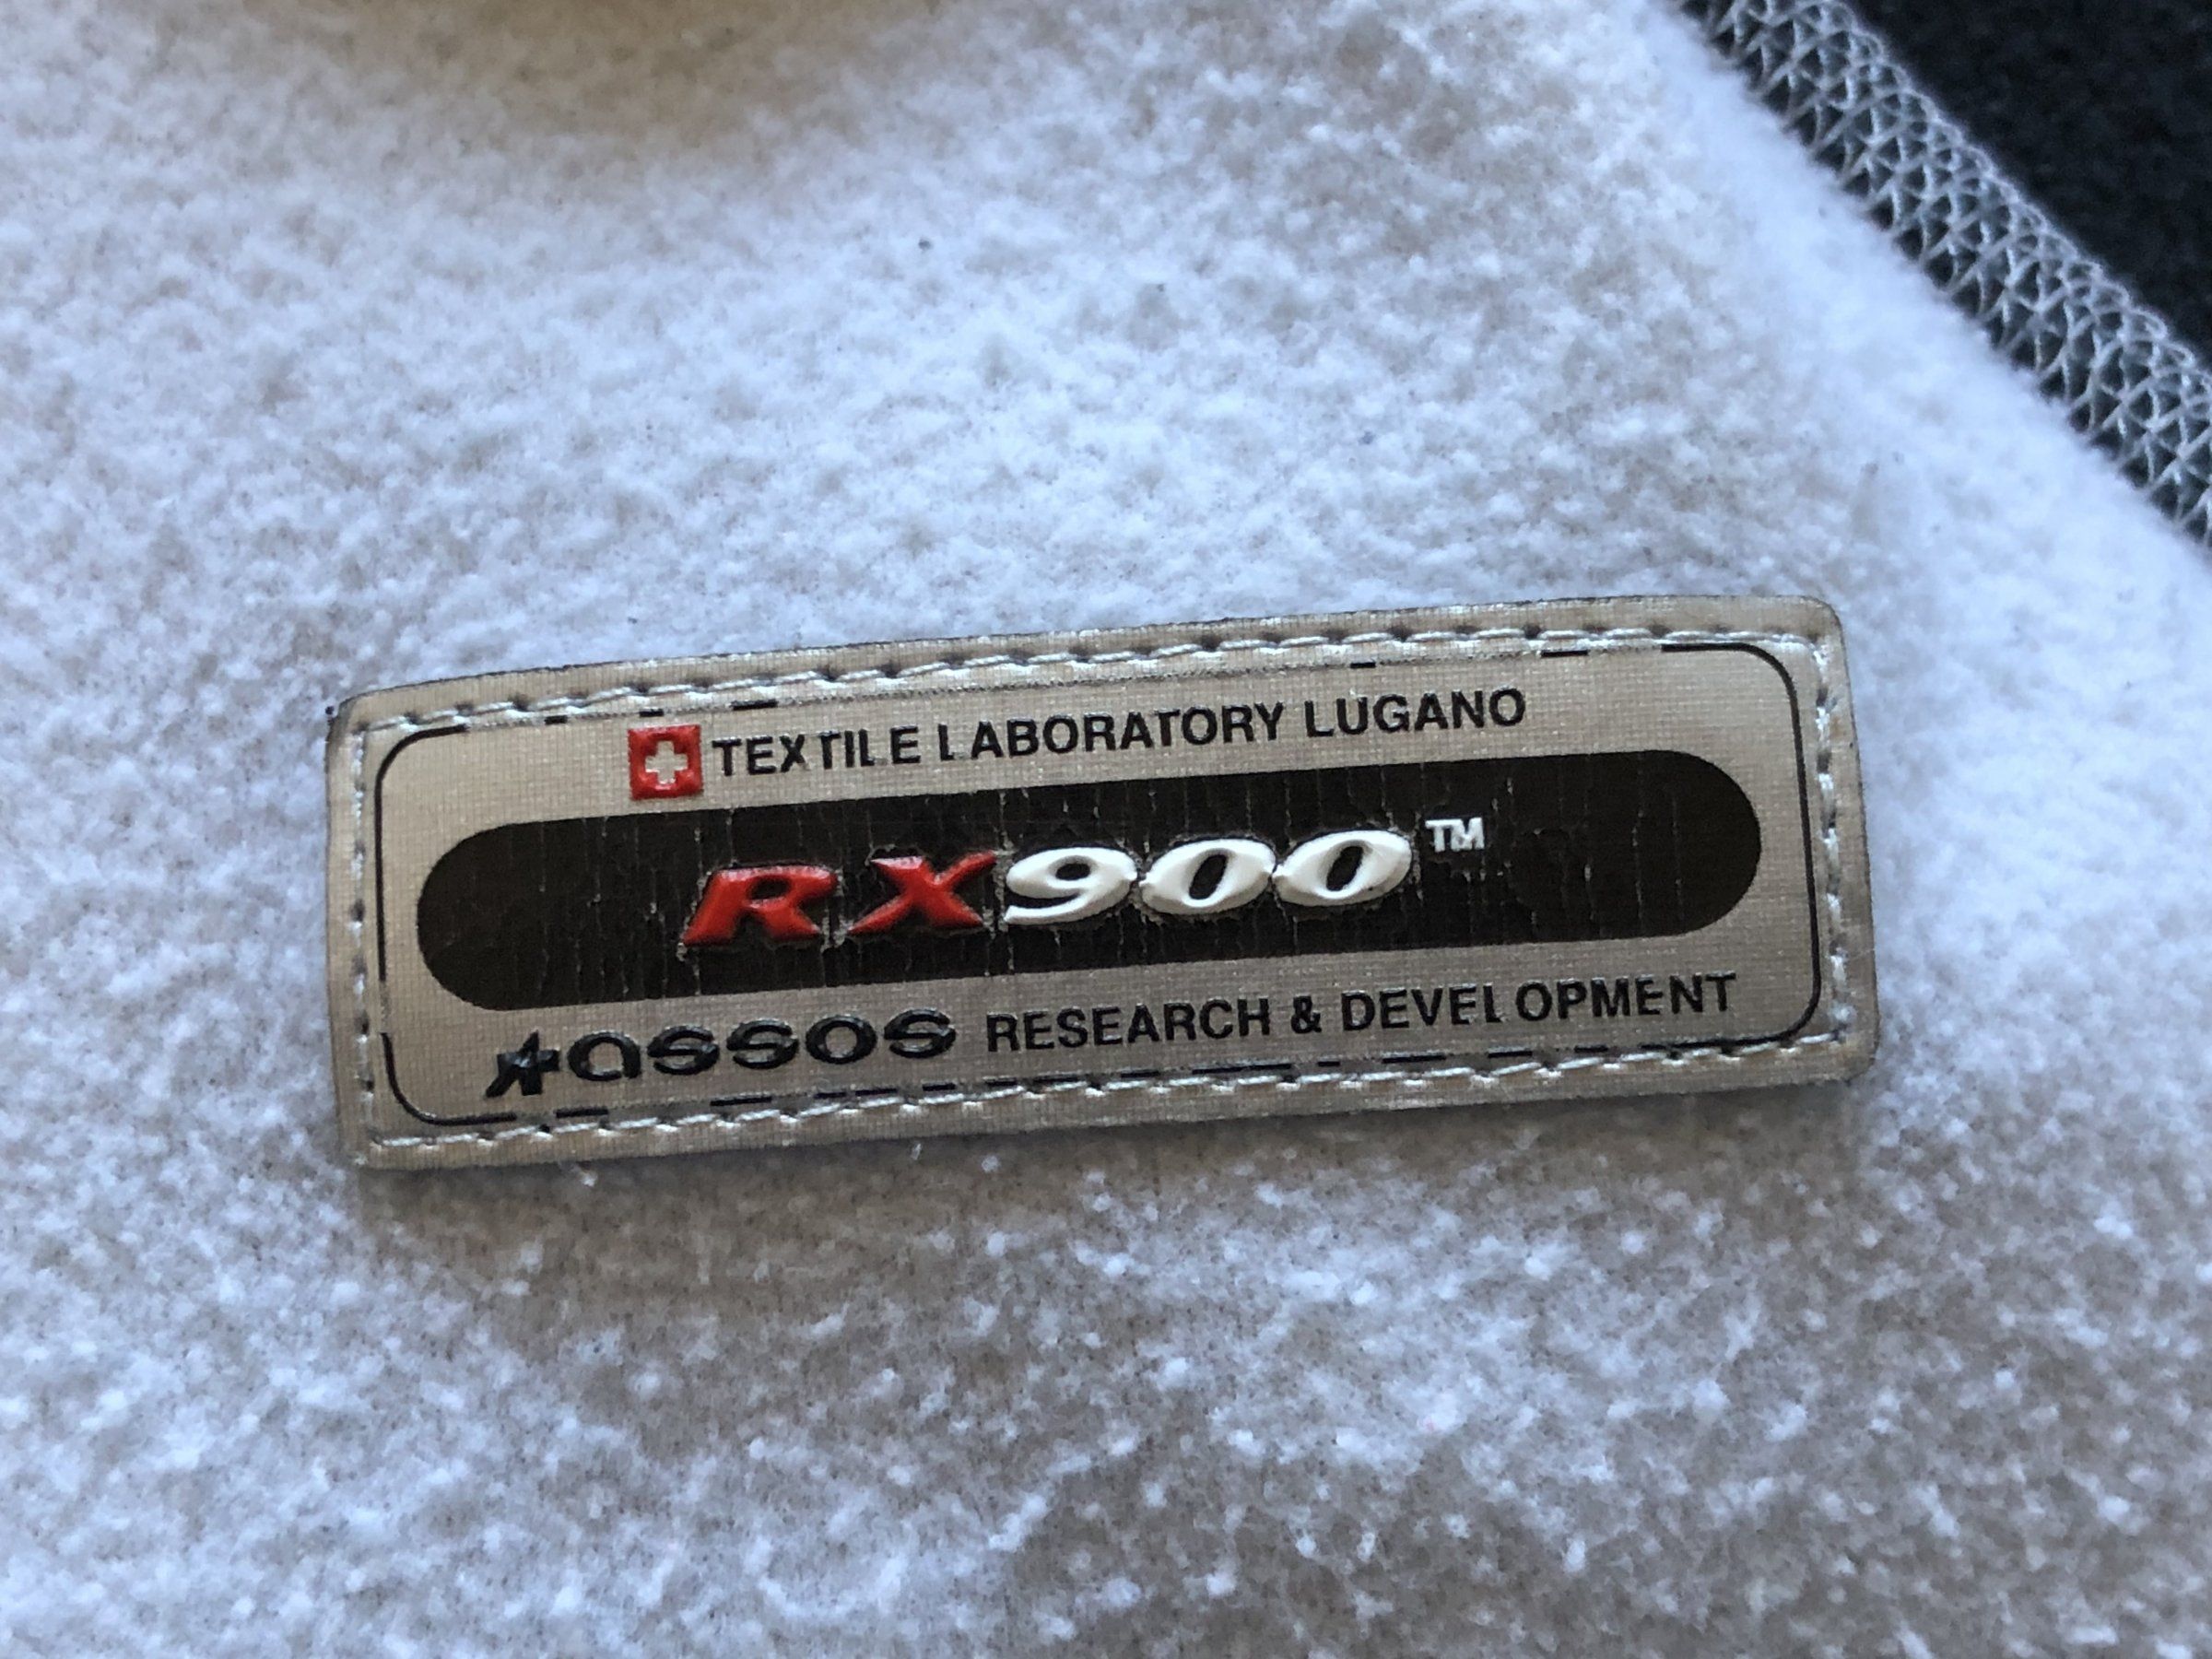 TEXTILE LABORATORY LUGANO
RX900™
assos RESEARCH & DEVELOPMENT